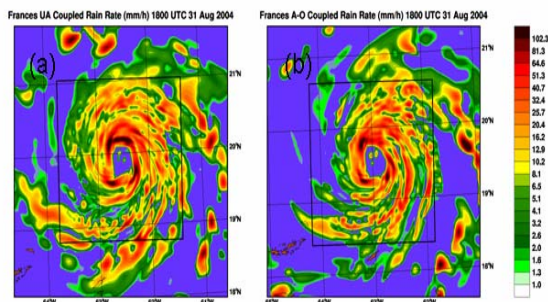 Frances UA Coupled Rain Rate (mm/h) 1800 UTC 31 Aug 2004
Frances A-O Coupled Rain Rate (mm/h) 1800 UTC 31 Aug 2004
(a)
(b)
21°N
20°N
19°N
18°N
21°N
20°N
19°N
18°N
102.3
81.3
64.6
51.3
40.7
32.4
25.7
20.4
16.2
12.9
10.2
8.1
6.5
5.1
4.1
3.2
2.6
2.0
1.6
1.3
1.0